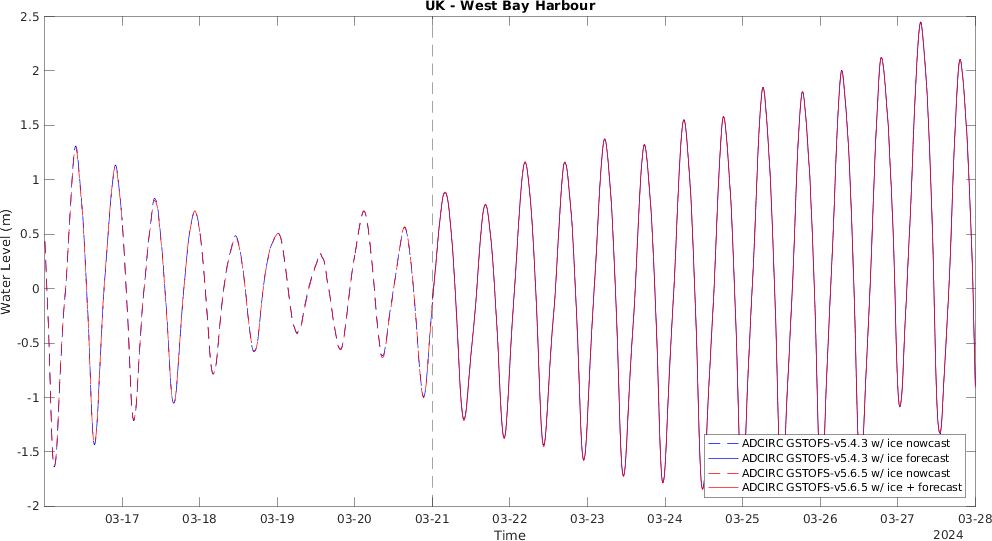 UK - West Bay Harbour
2.5
2
1.5
1
0.5
0
-0.5
-1
-1.5
-2
Water Level (m)
ADCIRC GSTOFS-v5.4.3 w/ ice nowcast
ADCIRC GSTOFS-v5.4.3 w/ ice forecast
ADCIRC GSTOFS-v5.6.5 w/ ice nowcast
ADCIRC GSTOFS-v5.6.5 w/ ice + forecast
03-17 03-18 03-19 03-20 03-21 03-22 03-23 03-24 03-25 03-26 03-27 03-28
Time
2024